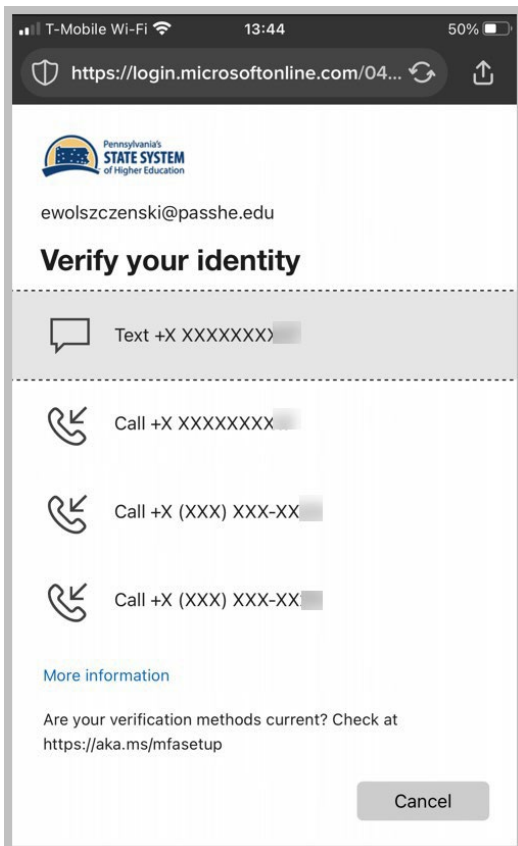 T-Mobile Wi-Fi 13:44 50%
https://login.microsoftonline.com/04...
Pennsylvania's
STATE SYSTEM
of Higher Education
ewolszczenski@passhe.edu
Verify your identity
Text +X XXXXXXXX
Call +X XXXXXXXX
Call +X (XXX) XXX-XX
Call +X (XXX) XXX-XX
More information
Are your verification methods current? Check at
https://aka.ms/mfasetup
Cancel